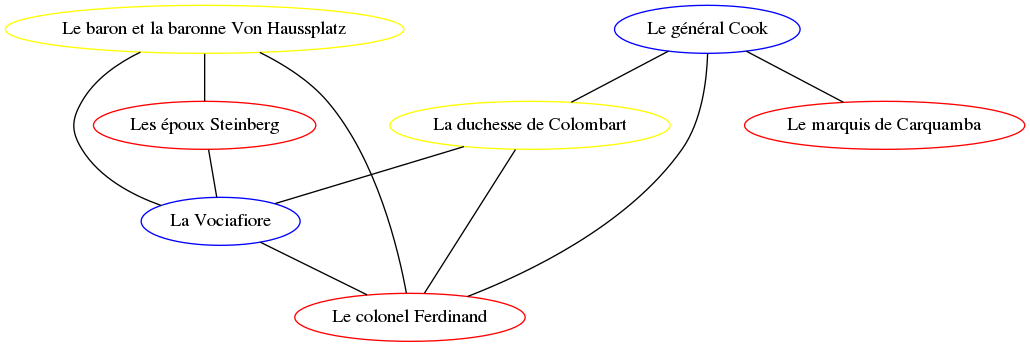 Le baron et la baronne Von Haussplatz
Le général Cook
Les époux Steinberg
La duchesse de Colombart
Le marquis de Carquamba
La Vociafiore
Le colonel Ferdinand